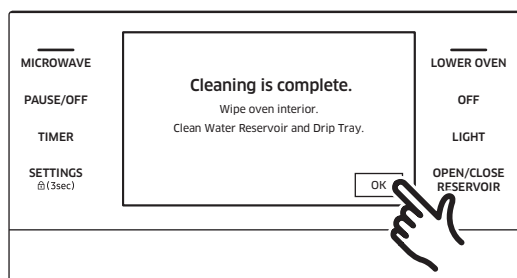 MICROWAVE
PAUSE/OFF
TIMER
SETTINGS
(3sec)
Cleaning is complete.
Wipe oven interior.
Clean Water Reservoir and Drip Tray.
OK
LOWER OVEN
OFF
LIGHT
OPEN/CLOSE
RESERVOIR